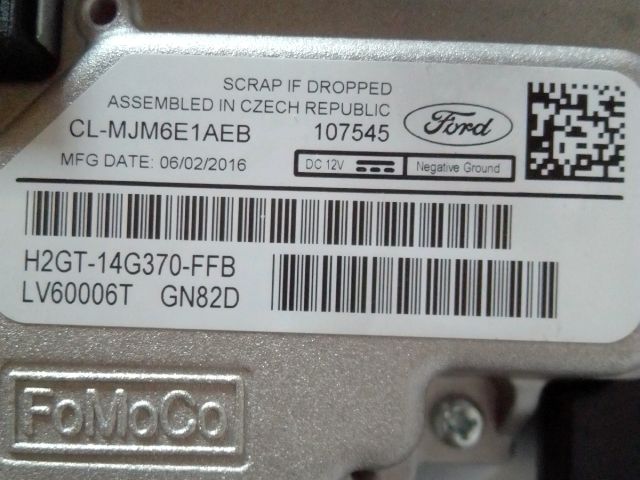 SCRAP IF DROPPED
ASSEMBLED IN CZECH REPUBLIC
CL-MJM6E1AEB 107545 Ford
MFG DATE: 06/02/2016 DC 12V Negative Ground
H2GT-14G370-FFB
LV60006T GN82D
FoMoCo